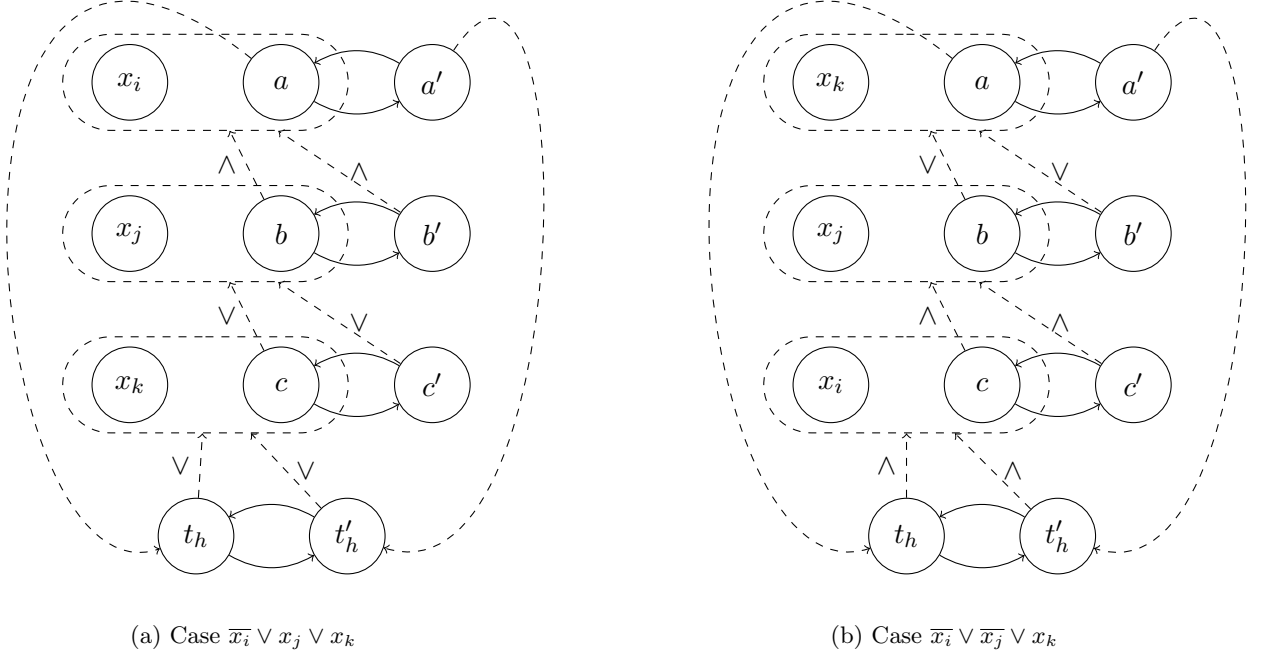 x_i a a′ x_k a a′
∧ ∧ ∨ ∨
x_j b b′ x_j b b′
∨ ∨ ∧ ∧
x_k c c′ x_i c c′
∨ ∨ ∧ ∧
t_h t′_h t_h t′_h
(a) Case x̅_i̅ ∨ x_j ∨ x_k (b) Case x̅_i̅ ∨ x̅_j̅ ∨ x_k